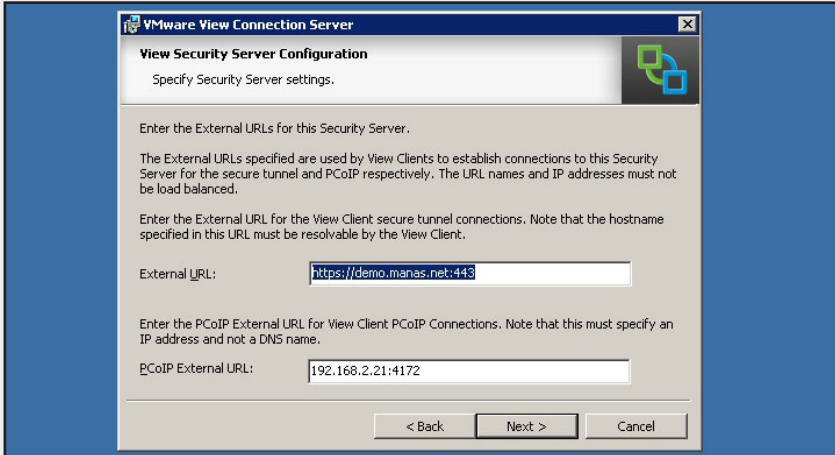 VMware View Connection Server
View Security Server Configuration
Specify Security Server settings.
Enter the External URLs for this Security Server.
The External URLs specified are used by View Clients to establish connections to this Security
Server for the secure tunnel and PCoIP respectively. The URL names and IP addresses must not
be load balanced.
Enter the External URL for the View Client secure tunnel connections. Note that the hostname
specified in this URL must be resolvable by the View Client.
External URL:
https://demo.manas.net:443
Enter the PCoIP External URL for View Client PCoIP Connections. Note that this must specify an
IP address and not a DNS name.
PCoIP External URL:
192.168.2.21:4172
< Back
Next >
Cancel